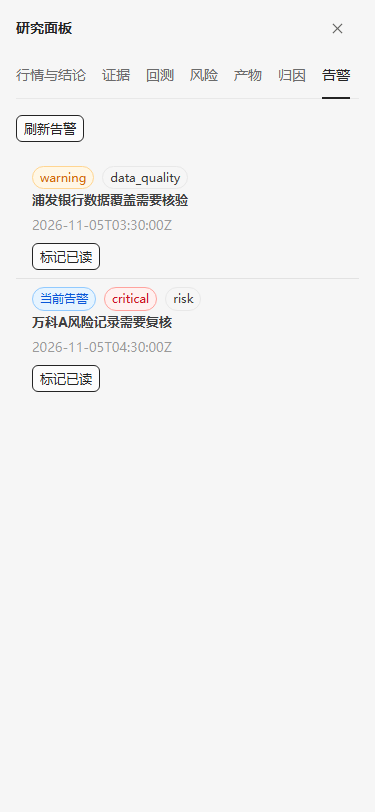 研究面板
行情与结论 证据 回测 风险 产物 归因 告警
刷新告警
warning data_quality
浦发银行数据覆盖需要核验
2026-11-05T03:30:00Z
标记已读
当前告警 critical risk
万科A风险记录需要复核
2026-11-05T04:30:00Z
标记已读